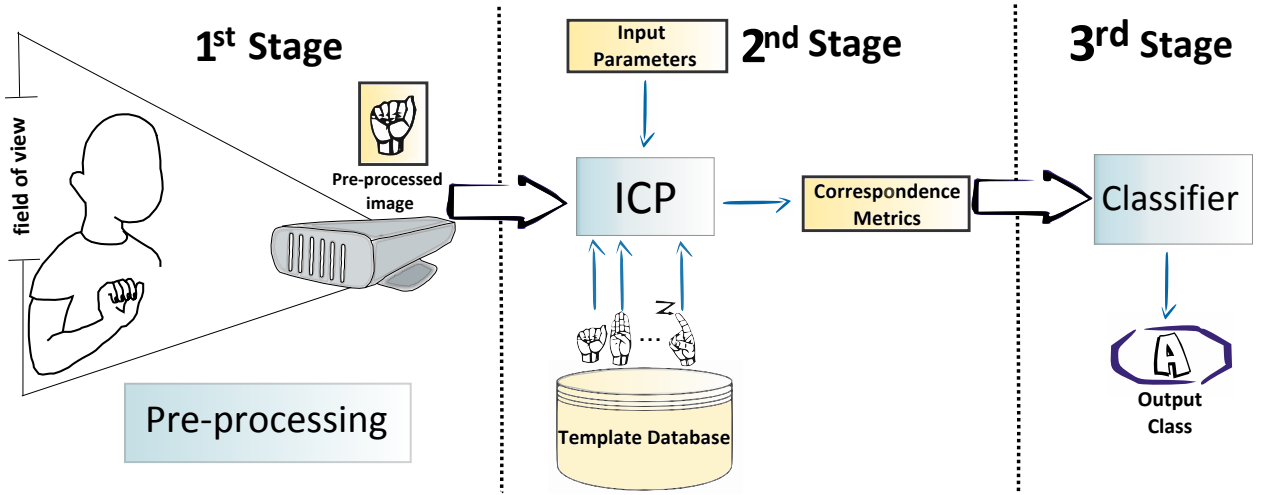 1st Stage
field of view
Pre-processed
image
Pre-processing
2nd Stage
Input
Parameters
ICP
Correspondence
Metrics
...
Template Database
3rd Stage
Classifier
A
Output
Class